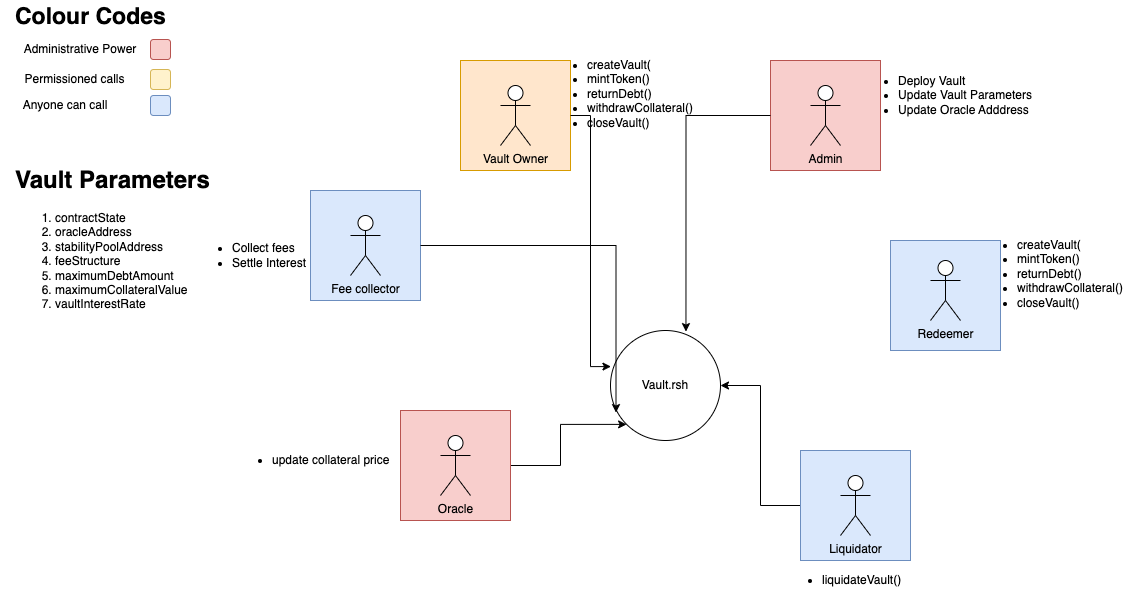 Colour Codes
Administrative Power
Permissioned calls
Anyone can call
Vault Parameters
1. contractState
2. oracleAddress
3. stabilityPoolAddress
4. feeStructure
5. maximumDebtAmount
6. maximumCollateralValue
7. vaultInterestRate
Vault Owner
• createVault(
• mintToken()
• returnDebt()
• withdrawCollateral()
• closeVault()
Admin
• Deploy Vault
• Update Vault Parameters
• Update Oracle Adddress
• Collect fees
• Settle Interest
Fee collector
Redeemer
• createVault(
• mintToken()
• returnDebt()
• withdrawCollateral()
• closeVault()
Vault.rsh
• update collateral price
Oracle
Liquidator
• liquidateVault()